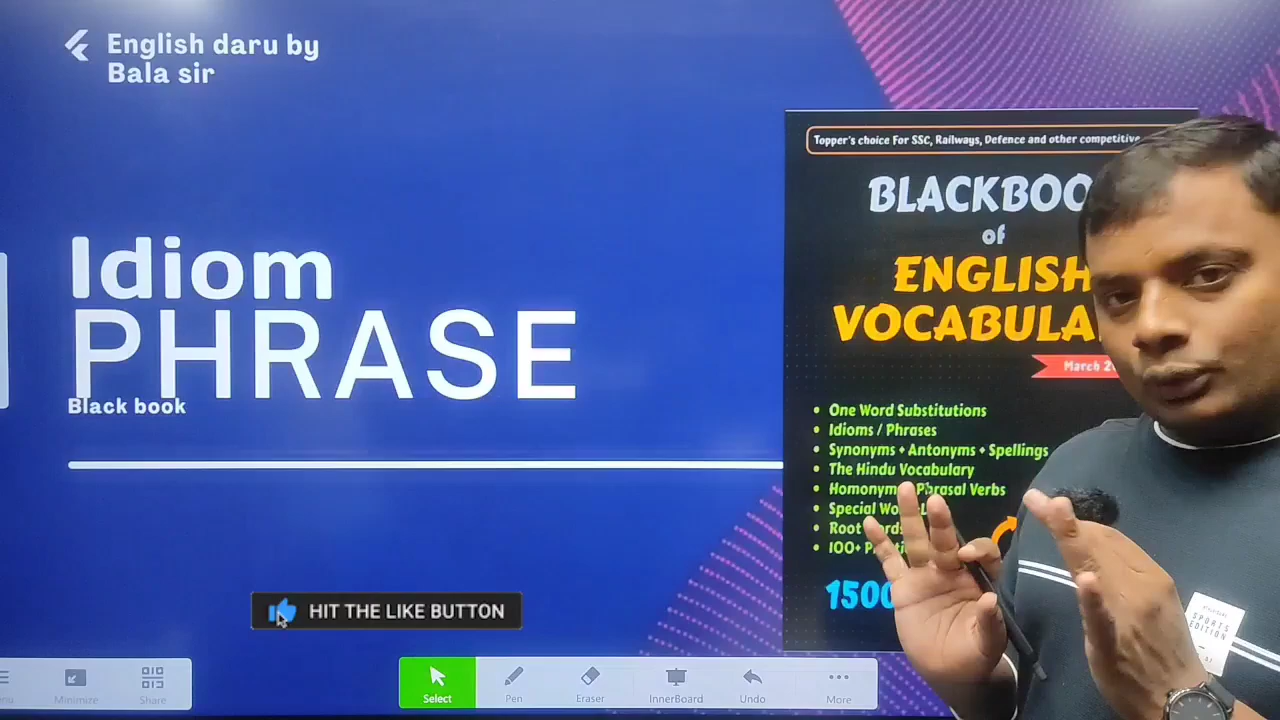 English daru by
Bala sir
Idiom
PHRASE
Black book
Topper's choice For SSC, Railways, Defence and other competitive
BLACKBOO
of
ENGLISH
VOCABULA
March 2
• One Word Substitutions
• Idioms / Phrases
• Synonyms + Antonyms + Spellings
• The Hindu Vocabulary
• Homonym Phrasal Verbs
• Special
• Root
• 100+
1500
HIT THE LIKE BUTTON
Minimize
Share
Select
Pen
Eraser
InnerBoard
Undo
More
SPORTS
EDITION